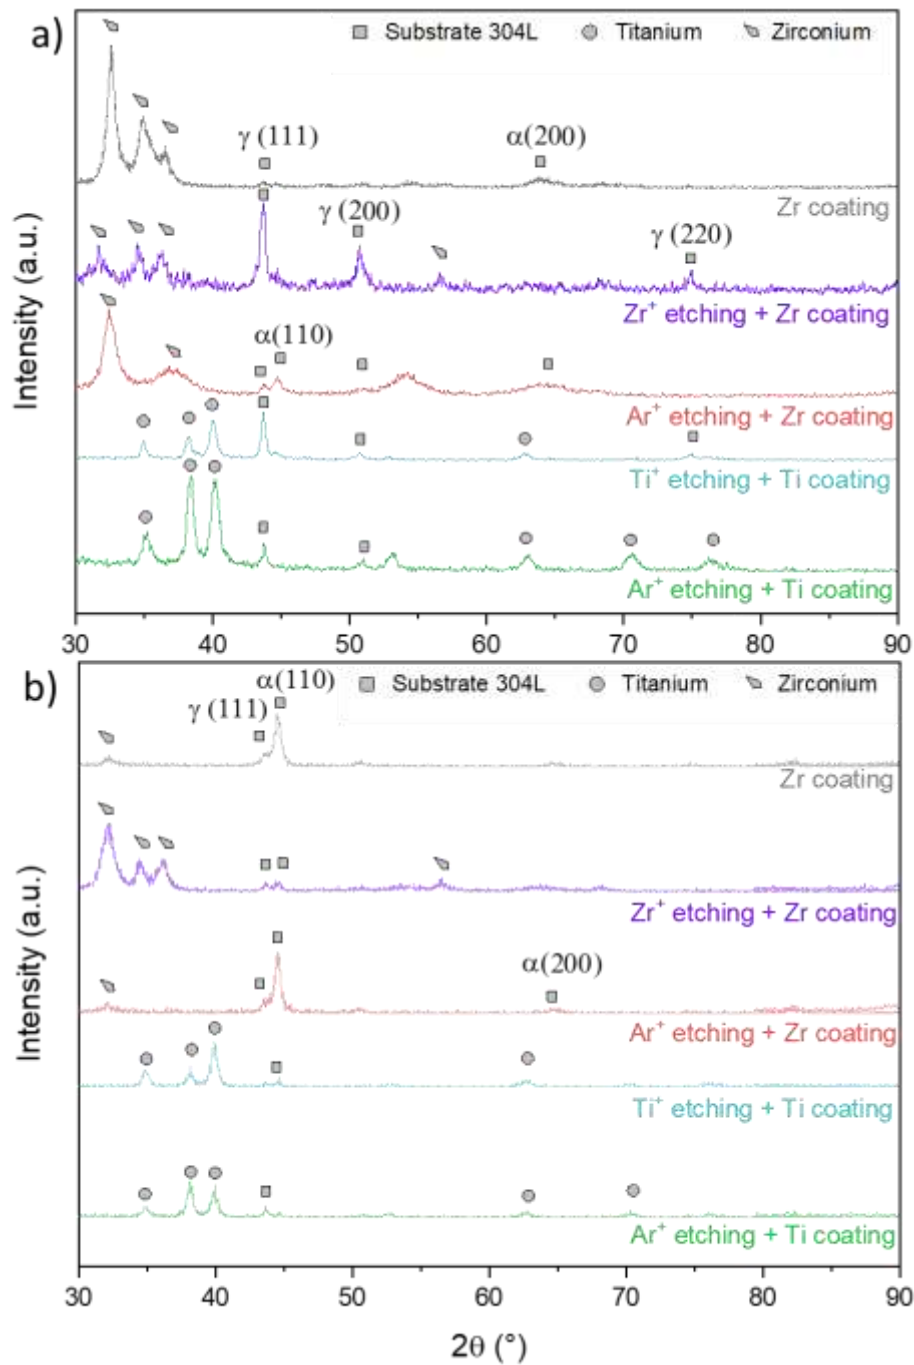 a)
Substrate 304L Titanium Zirconium
γ (111)
α(200)
Zr coating
γ (200)
γ (220)
Zr⁺ etching + Zr coating
α(110)
Ar⁺ etching + Zr coating
Ti⁺ etching + Ti coating
Ar⁺ etching + Ti coating
Intensity (a.u.)
30 40 50 60 70 80 90
b)
α(110)
Substrate 304L Titanium Zirconium
γ (111)
Zr coating
Zr⁺ etching + Zr coating
α(200)
Ar⁺ etching + Zr coating
Ti⁺ etching + Ti coating
Ar⁺ etching + Ti coating
Intensity (a.u.)
30 40 50 60 70 80 90
2θ (°)